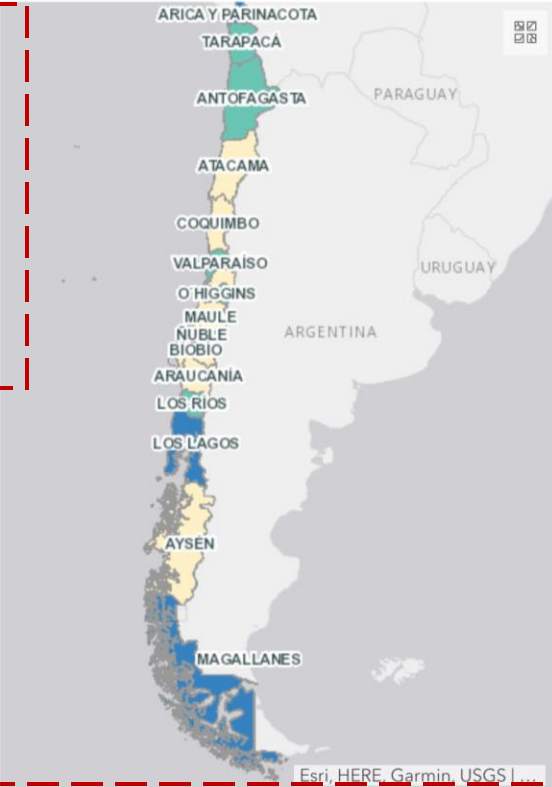 ARICA Y PARINACOTA
TARAPACÁ
ANTOFAGASTA
PARAGUAY
ATACAMA
COQUIMBO
VALPARAÍSO
URUGUAY
O'HIGGINS
MAULE
ÑUBLE
ARGENTINA
BIOBIO
ARAUCANÍA
LOS RÍOS
LOS LAGOS
AYSÉN
MAGALLANES
Esri, HERE, Garmin, USGS | ...